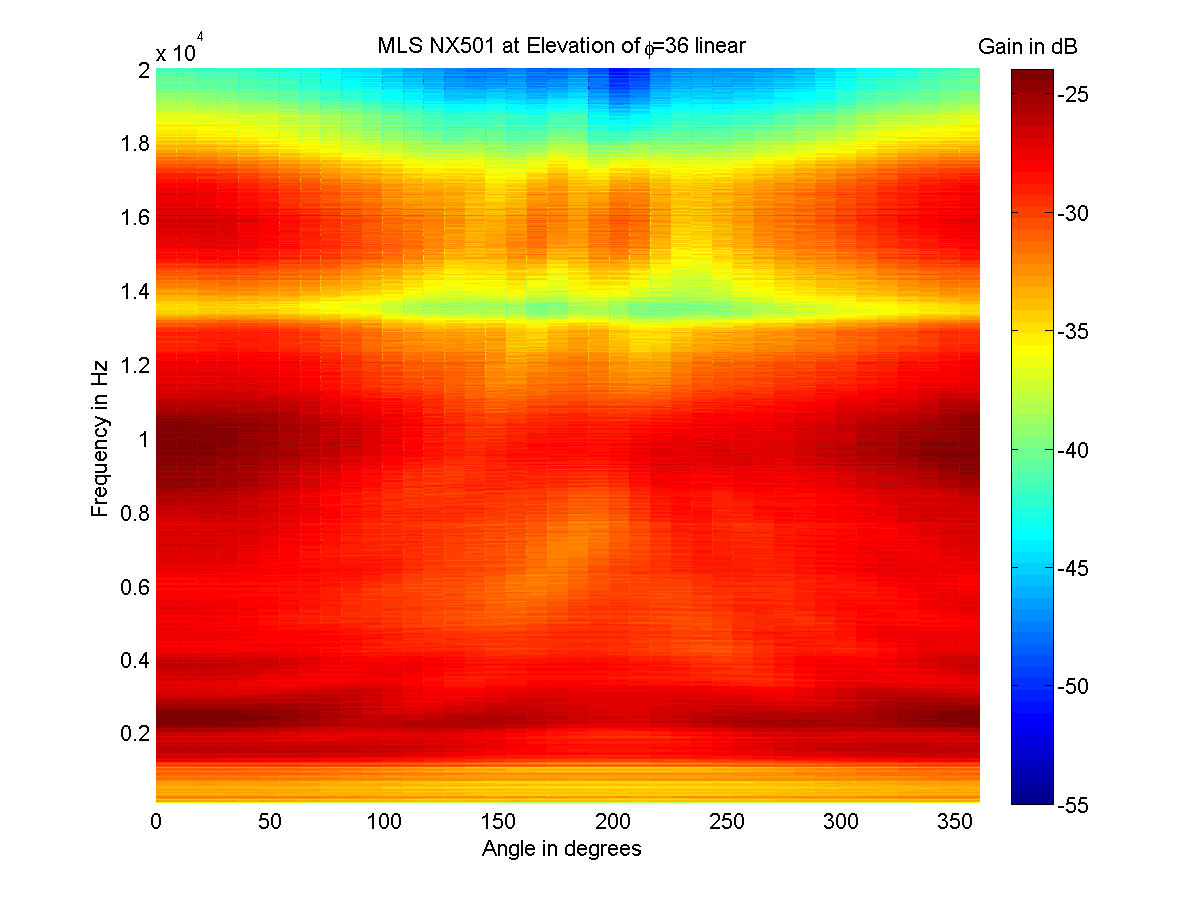 MLS NX501 at Elevation of ϕ=36 linear
Gain in dB
x 10^4
2
1.8
1.6
1.4
1.2
1
0.8
0.6
0.4
0.2
Frequency in Hz
0 50 100 150 200 250 300 350
Angle in degrees
-25
-30
-35
-40
-45
-50
-55